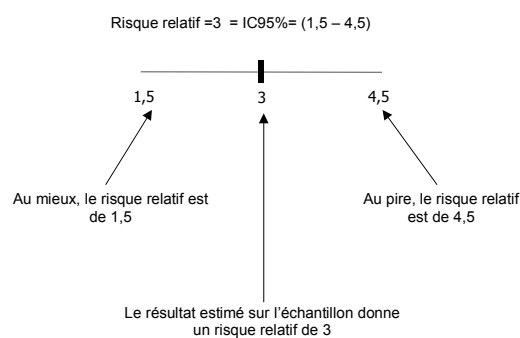 Risque relatif =3 = IC95%= (1,5 – 4,5)
1,5 3 4,5
Au mieux, le risque relatif est
de 1,5
Au pire, le risque relatif
est de 4,5
Le résultat estimé sur l'échantillon donne
un risque relatif de 3